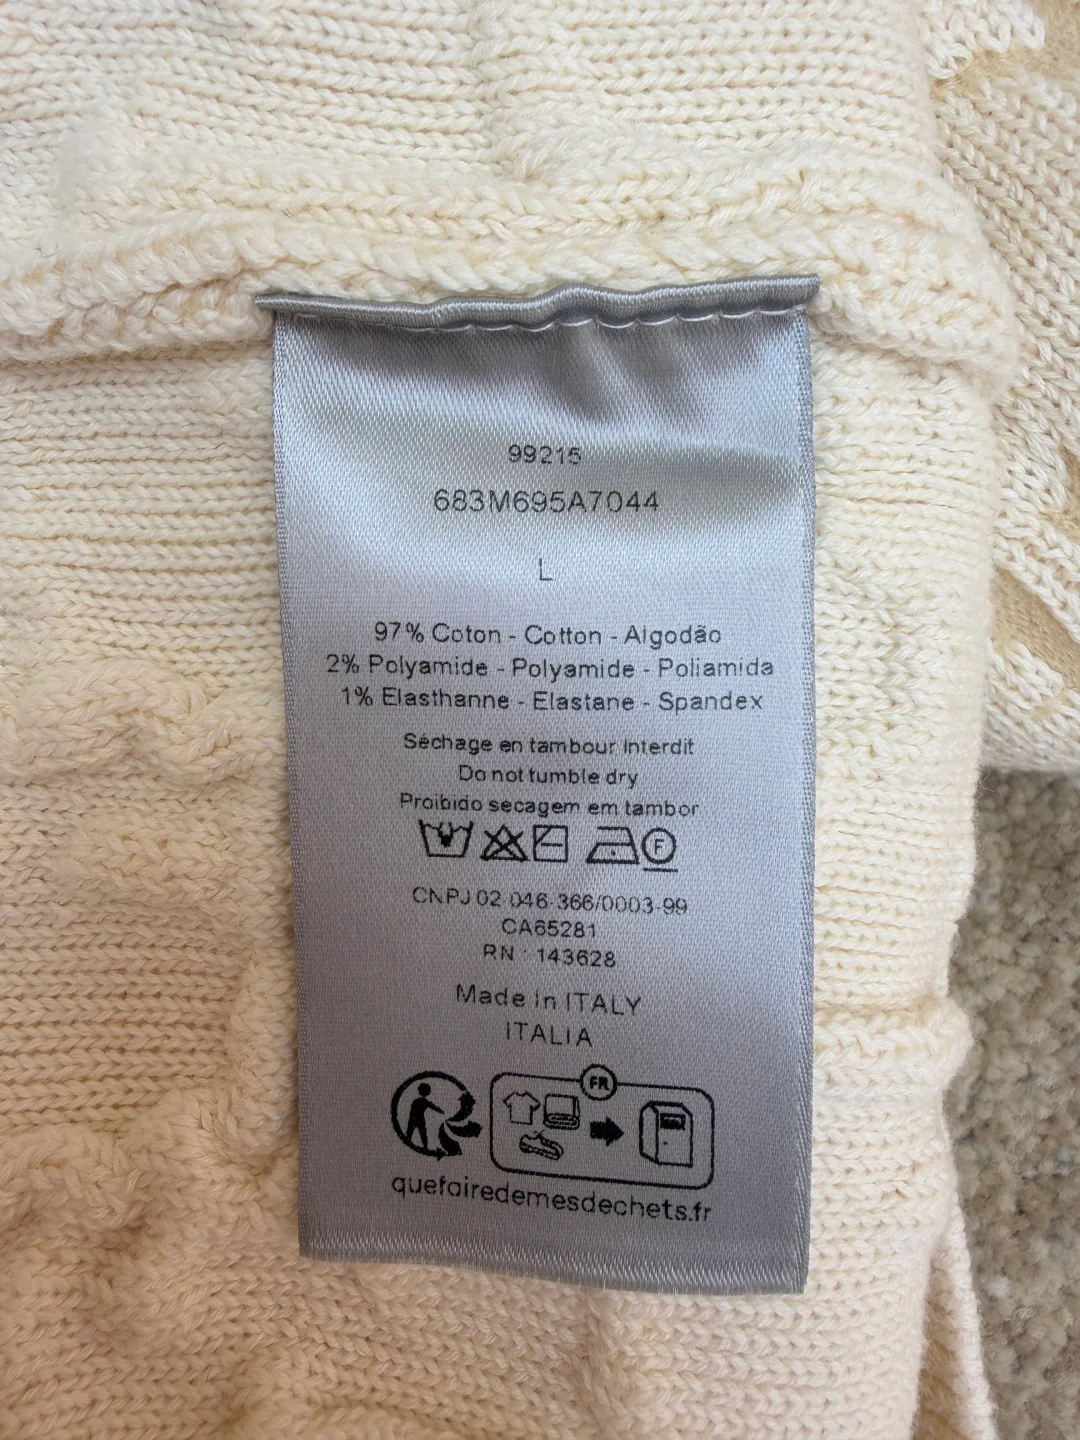 99215
683M695A7044
L
97% Coton - Cotton - Algodão
2% Polyamide - Polyamide - Poliamida
1% Elasthanne - Elastane - Spandex
Séchage en tambour Interdit
Do not tumble dry
Proibido secagem em tambor
F
CNPJ 02 046-366/0003-99
CA65281
RN : 143628
Made In ITALY
ITALIA
FR
quefairedemesdechets.fr